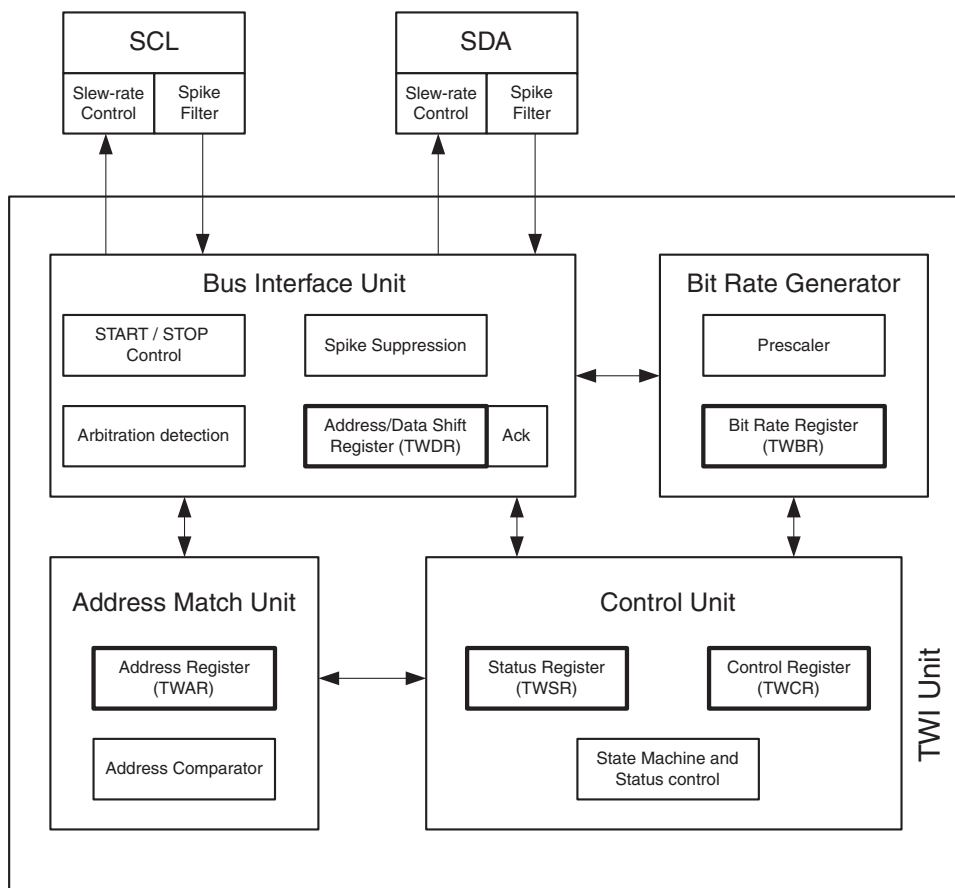 SCL
Slew-rate
Control
Spike
Filter
SDA
Slew-rate
Control
Spike
Filter
Bus Interface Unit
START / STOP
Control
Spike Suppression
Arbitration detection
Address/Data Shift
Register (TWDR)
Ack
Bit Rate Generator
Prescaler
Bit Rate Register
(TWBR)
Address Match Unit
Address Register
(TWAR)
Address Comparator
Control Unit
Status Register
(TWSR)
Control Register
(TWCR)
State Machine and
Status control
TWI Unit